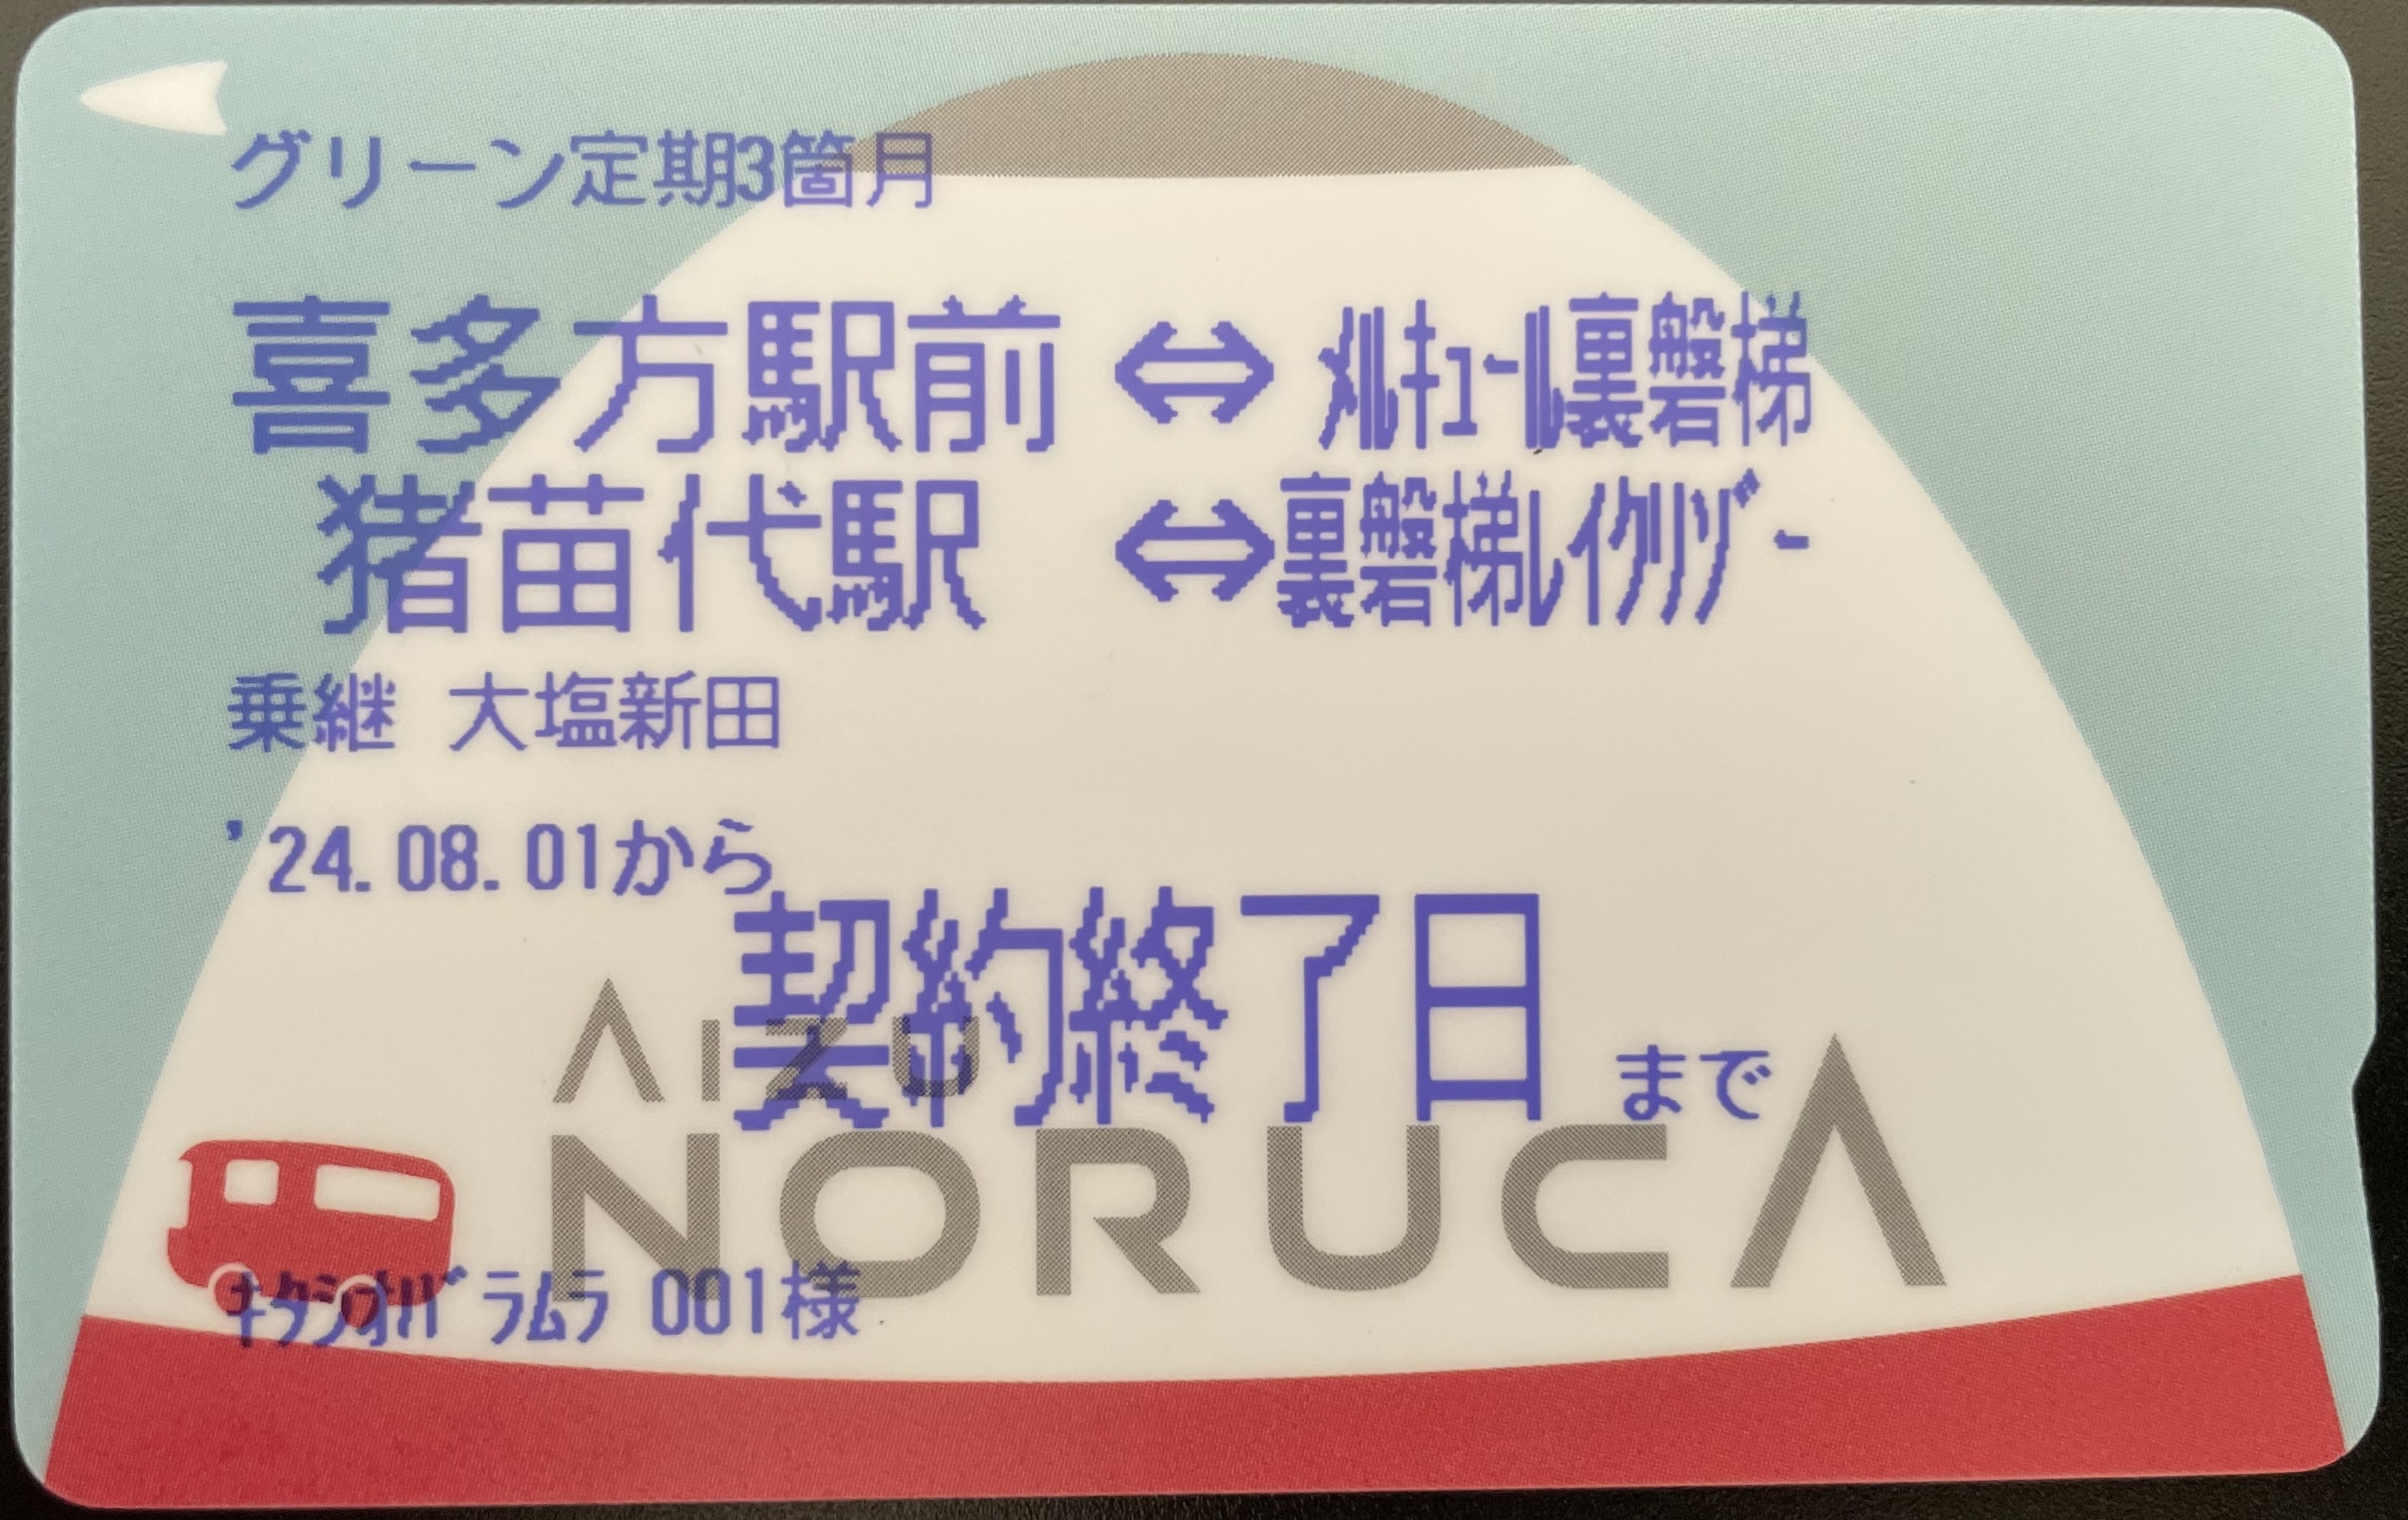 グリーン定期3箇月
喜多方駅前 ⇔ メルキュール裏磐梯
猪苗代駅 ⇔ 裏磐梯レイクリゾート
乗継 大塩新田
'24.08.01から
契約終了日 まで
AIZU
NORUCA
キタシオバラムラ 001様